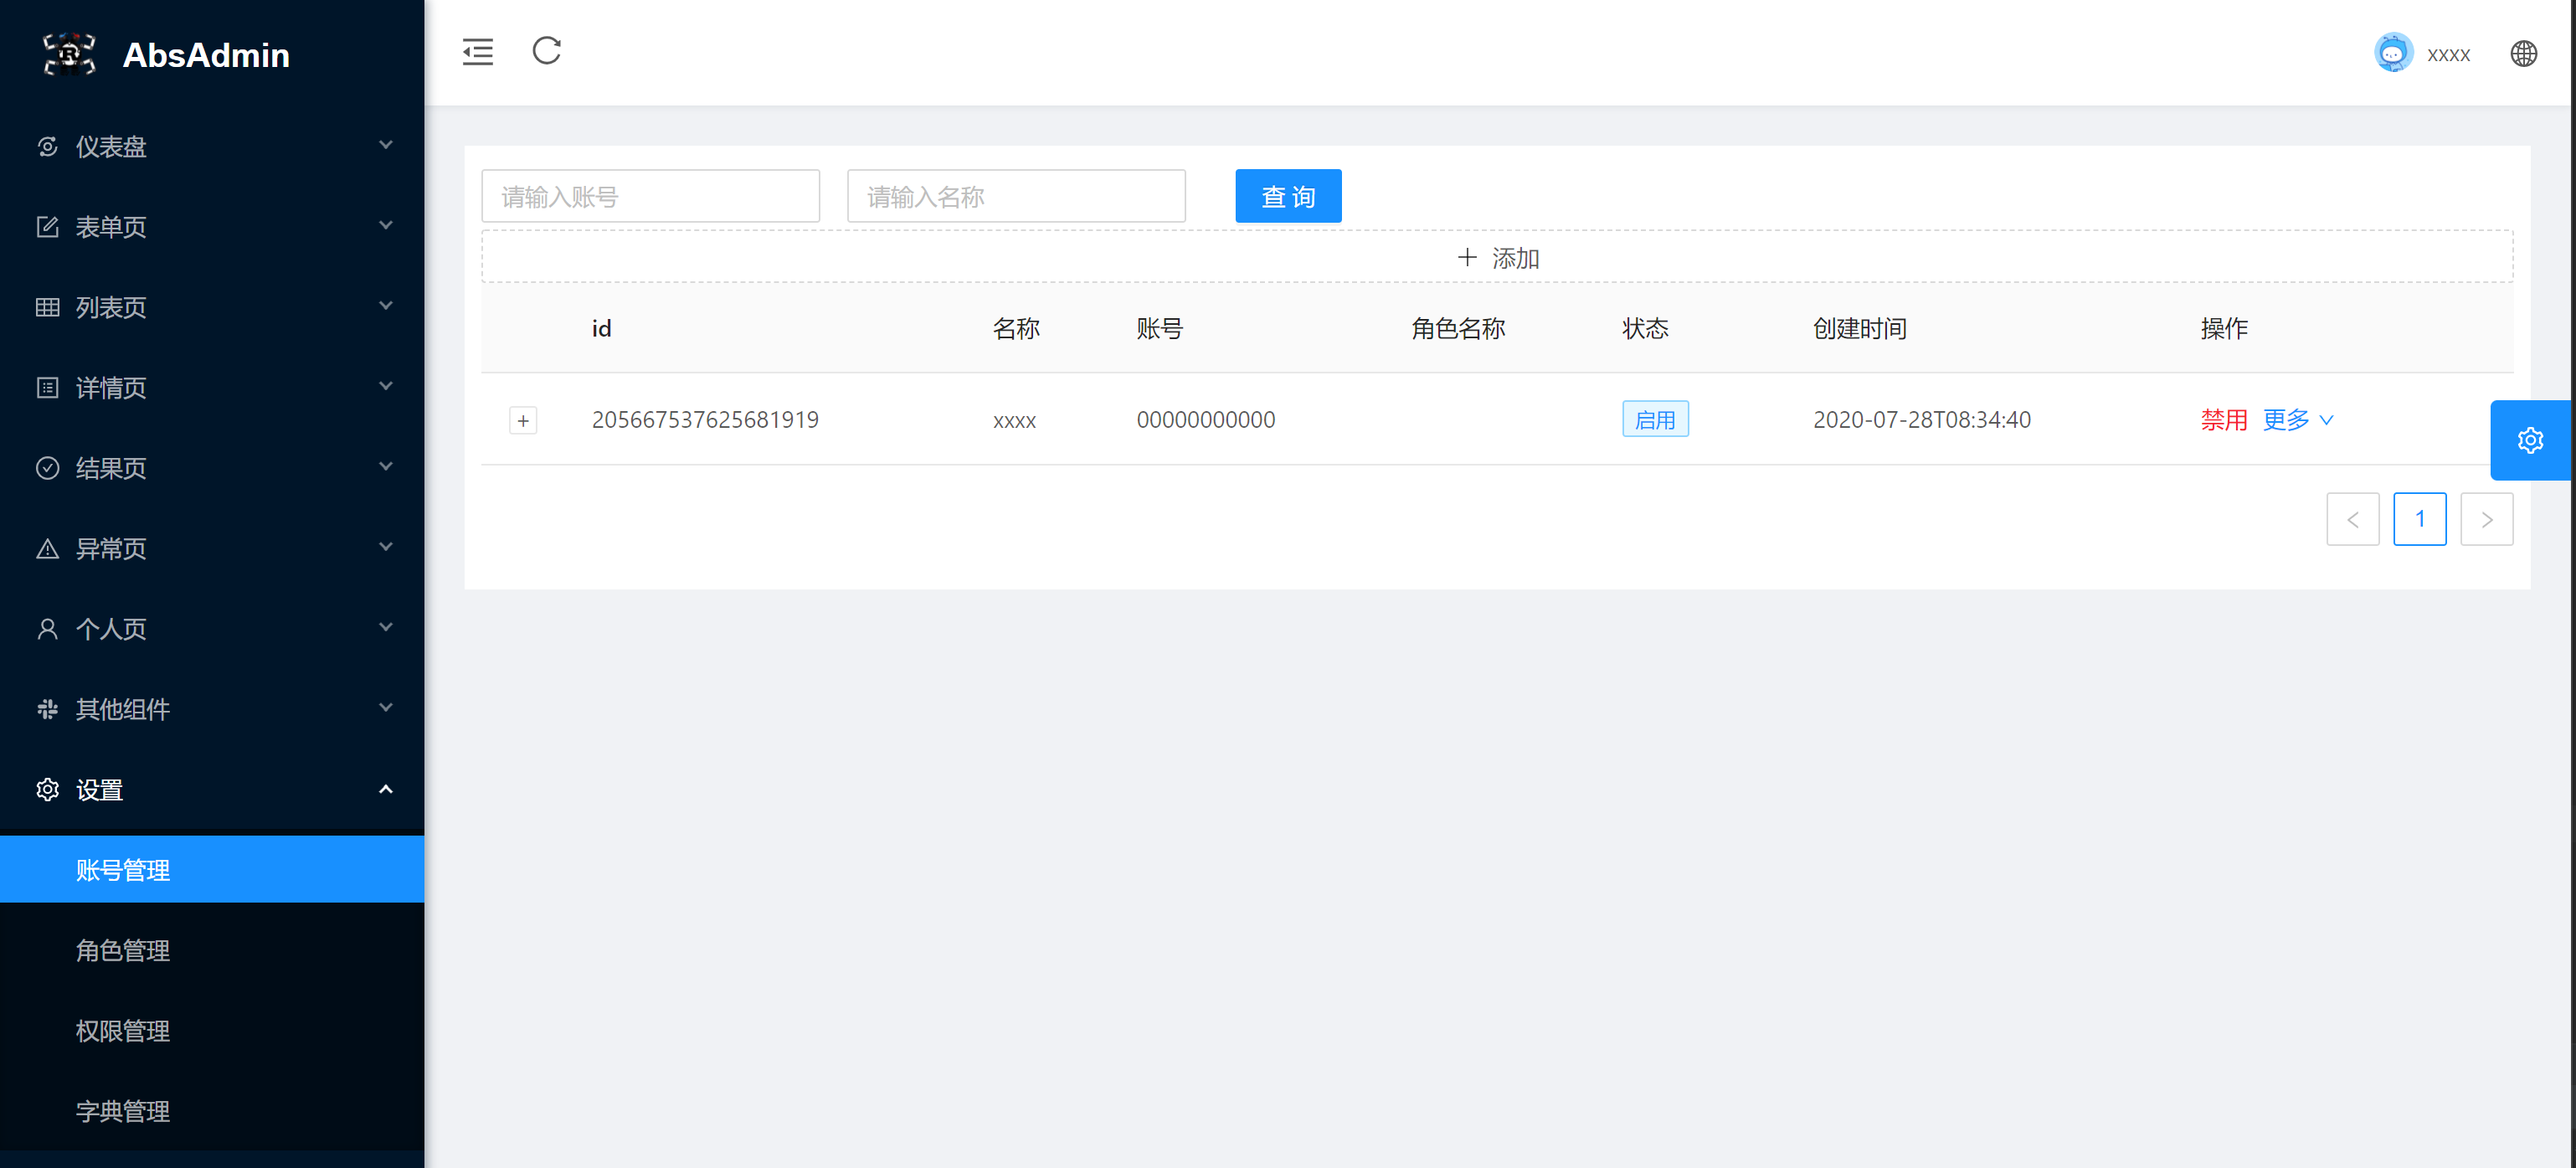 AbsAdmin
xxxx
仪表盘
表单页
列表页
详情页
结果页
异常页
个人页
其他组件
设置
账号管理
角色管理
权限管理
字典管理
请输入账号 请输入名称 查 询
+ 添加
id 名称 账号 角色名称 状态 创建时间 操作
+ 205667537625681919 xxxx 00000000000 启用 2020-07-28T08:34:40 禁用 更多
< 1 >